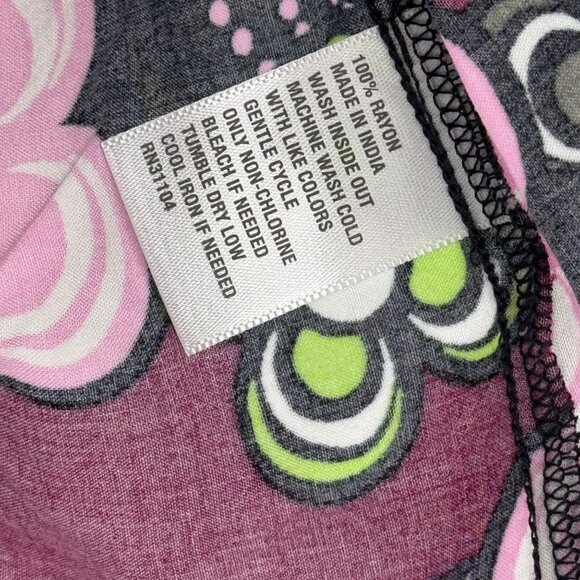 100% RAYON
MADE IN INDIA
WASH INSIDE OUT
MACHINE WASH COLD
WITH LIKE COLORS
GENTLE CYCLE
ONLY NON-CHLORINE
BLEACH IF NEEDED
TUMBLE DRY LOW
COOL IRON IF NEEDED
RN31104